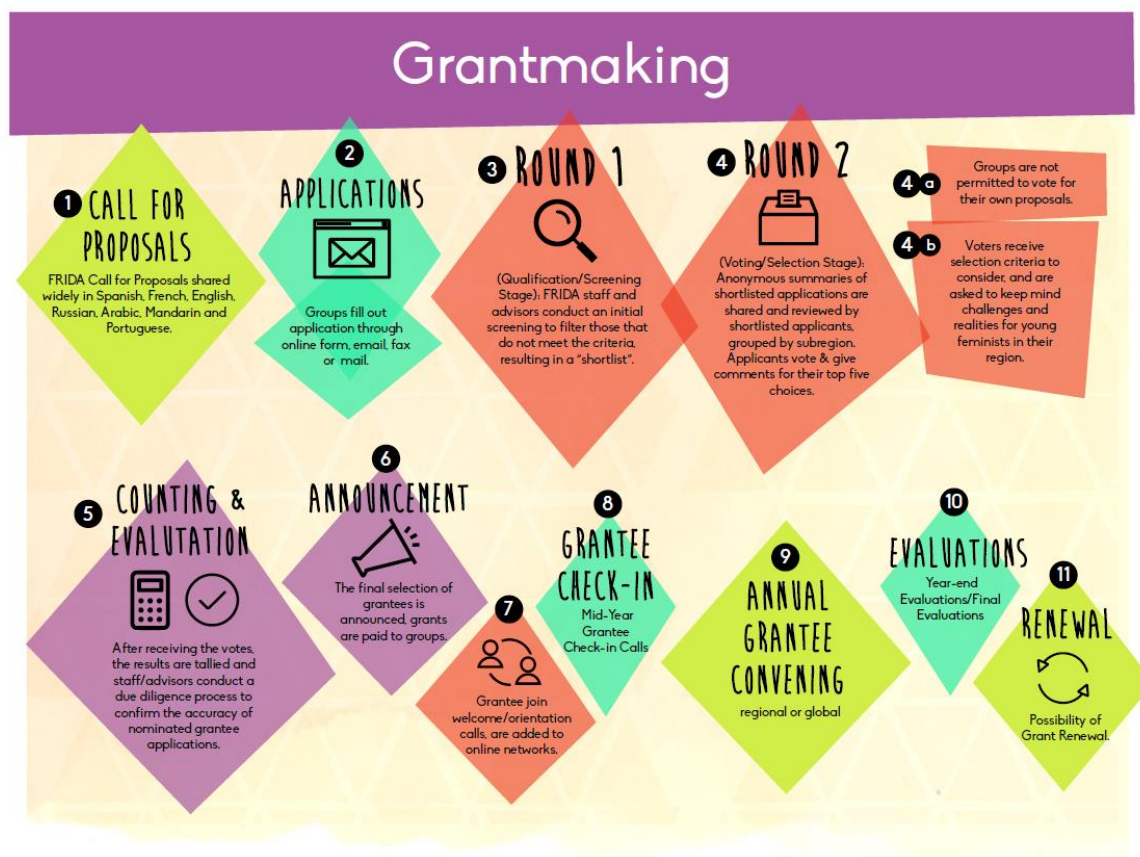 Grantmaking
1 CALL FOR
PROPOSALS
FRIDA Call for Proposals shared
widely in Spanish, French, English,
Russian, Arabic, Mandarin and
Portuguese.
2
APPLICATIONS
Groups fill out
application through
online form, email, fax
or mail.
3 ROUND 1
(Qualification/Screening
Stage): FRIDA staff and
advisors conduct an initial
screening to filter those that
do not meet the criteria,
resulting in a "shortlist".
4 ROUND 2
(Voting/Selection Stage):
Anonymous summaries of
shortlisted applications are
shared and reviewed by
shortlisted applicants,
grouped by subregion.
Applicants vote & give
comments for their top five
choices.
4 a
Groups are not
permitted to vote for
their own proposals.
4 b
Voters receive
selection criteria to
consider, and are
asked to keep mind
challenges and
realities for young
feminists in their
region.
5 COUNTING &
EVALUTATION
After receiving the votes,
the results are tallied and
staff/advisors conduct a
due diligence process to
confirm the accuracy of
nominated grantee
applications.
6
ANNOUNCEMENT
The final selection of
grantees is
announced, grants
are paid to groups.
7
Grantee join
welcome/orientation
calls, are added to
online networks.
8
GRANTEE
CHECK-IN
Mid-Year
Grantee
Check-in Calls
9
ANNUAL
GRANTEE
CONVENING
regional or global
10
EVALUATIONS
Year-end
Evaluations/Final
Evaluations
11
RENEWAL
Possibility of
Grant Renewal.